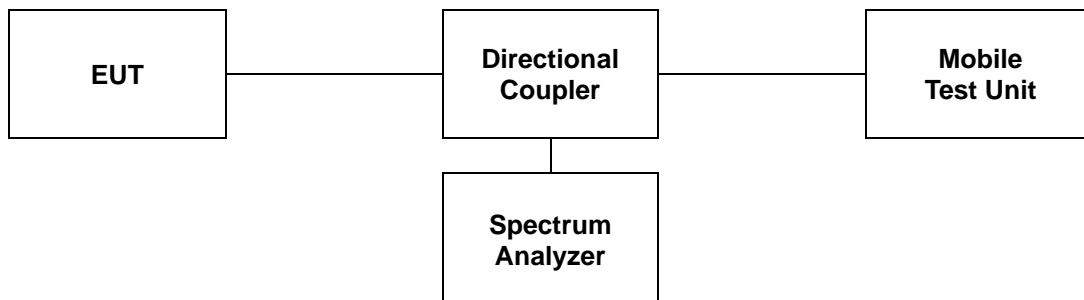 EUT
Directional
Coupler
Mobile
Test Unit
Spectrum
Analyzer